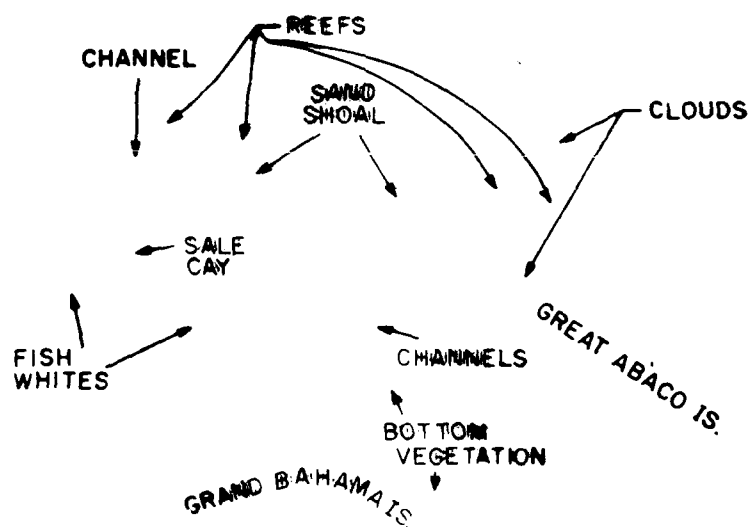 REEFS
CHANNEL
SAND
SHOAL
CLOUDS
SALE
CAY
GREAT ABACO IS.
FISH
WHITES
CHANNELS
BOTTOM
VEGETATION
GRAND BAHAMA IS.